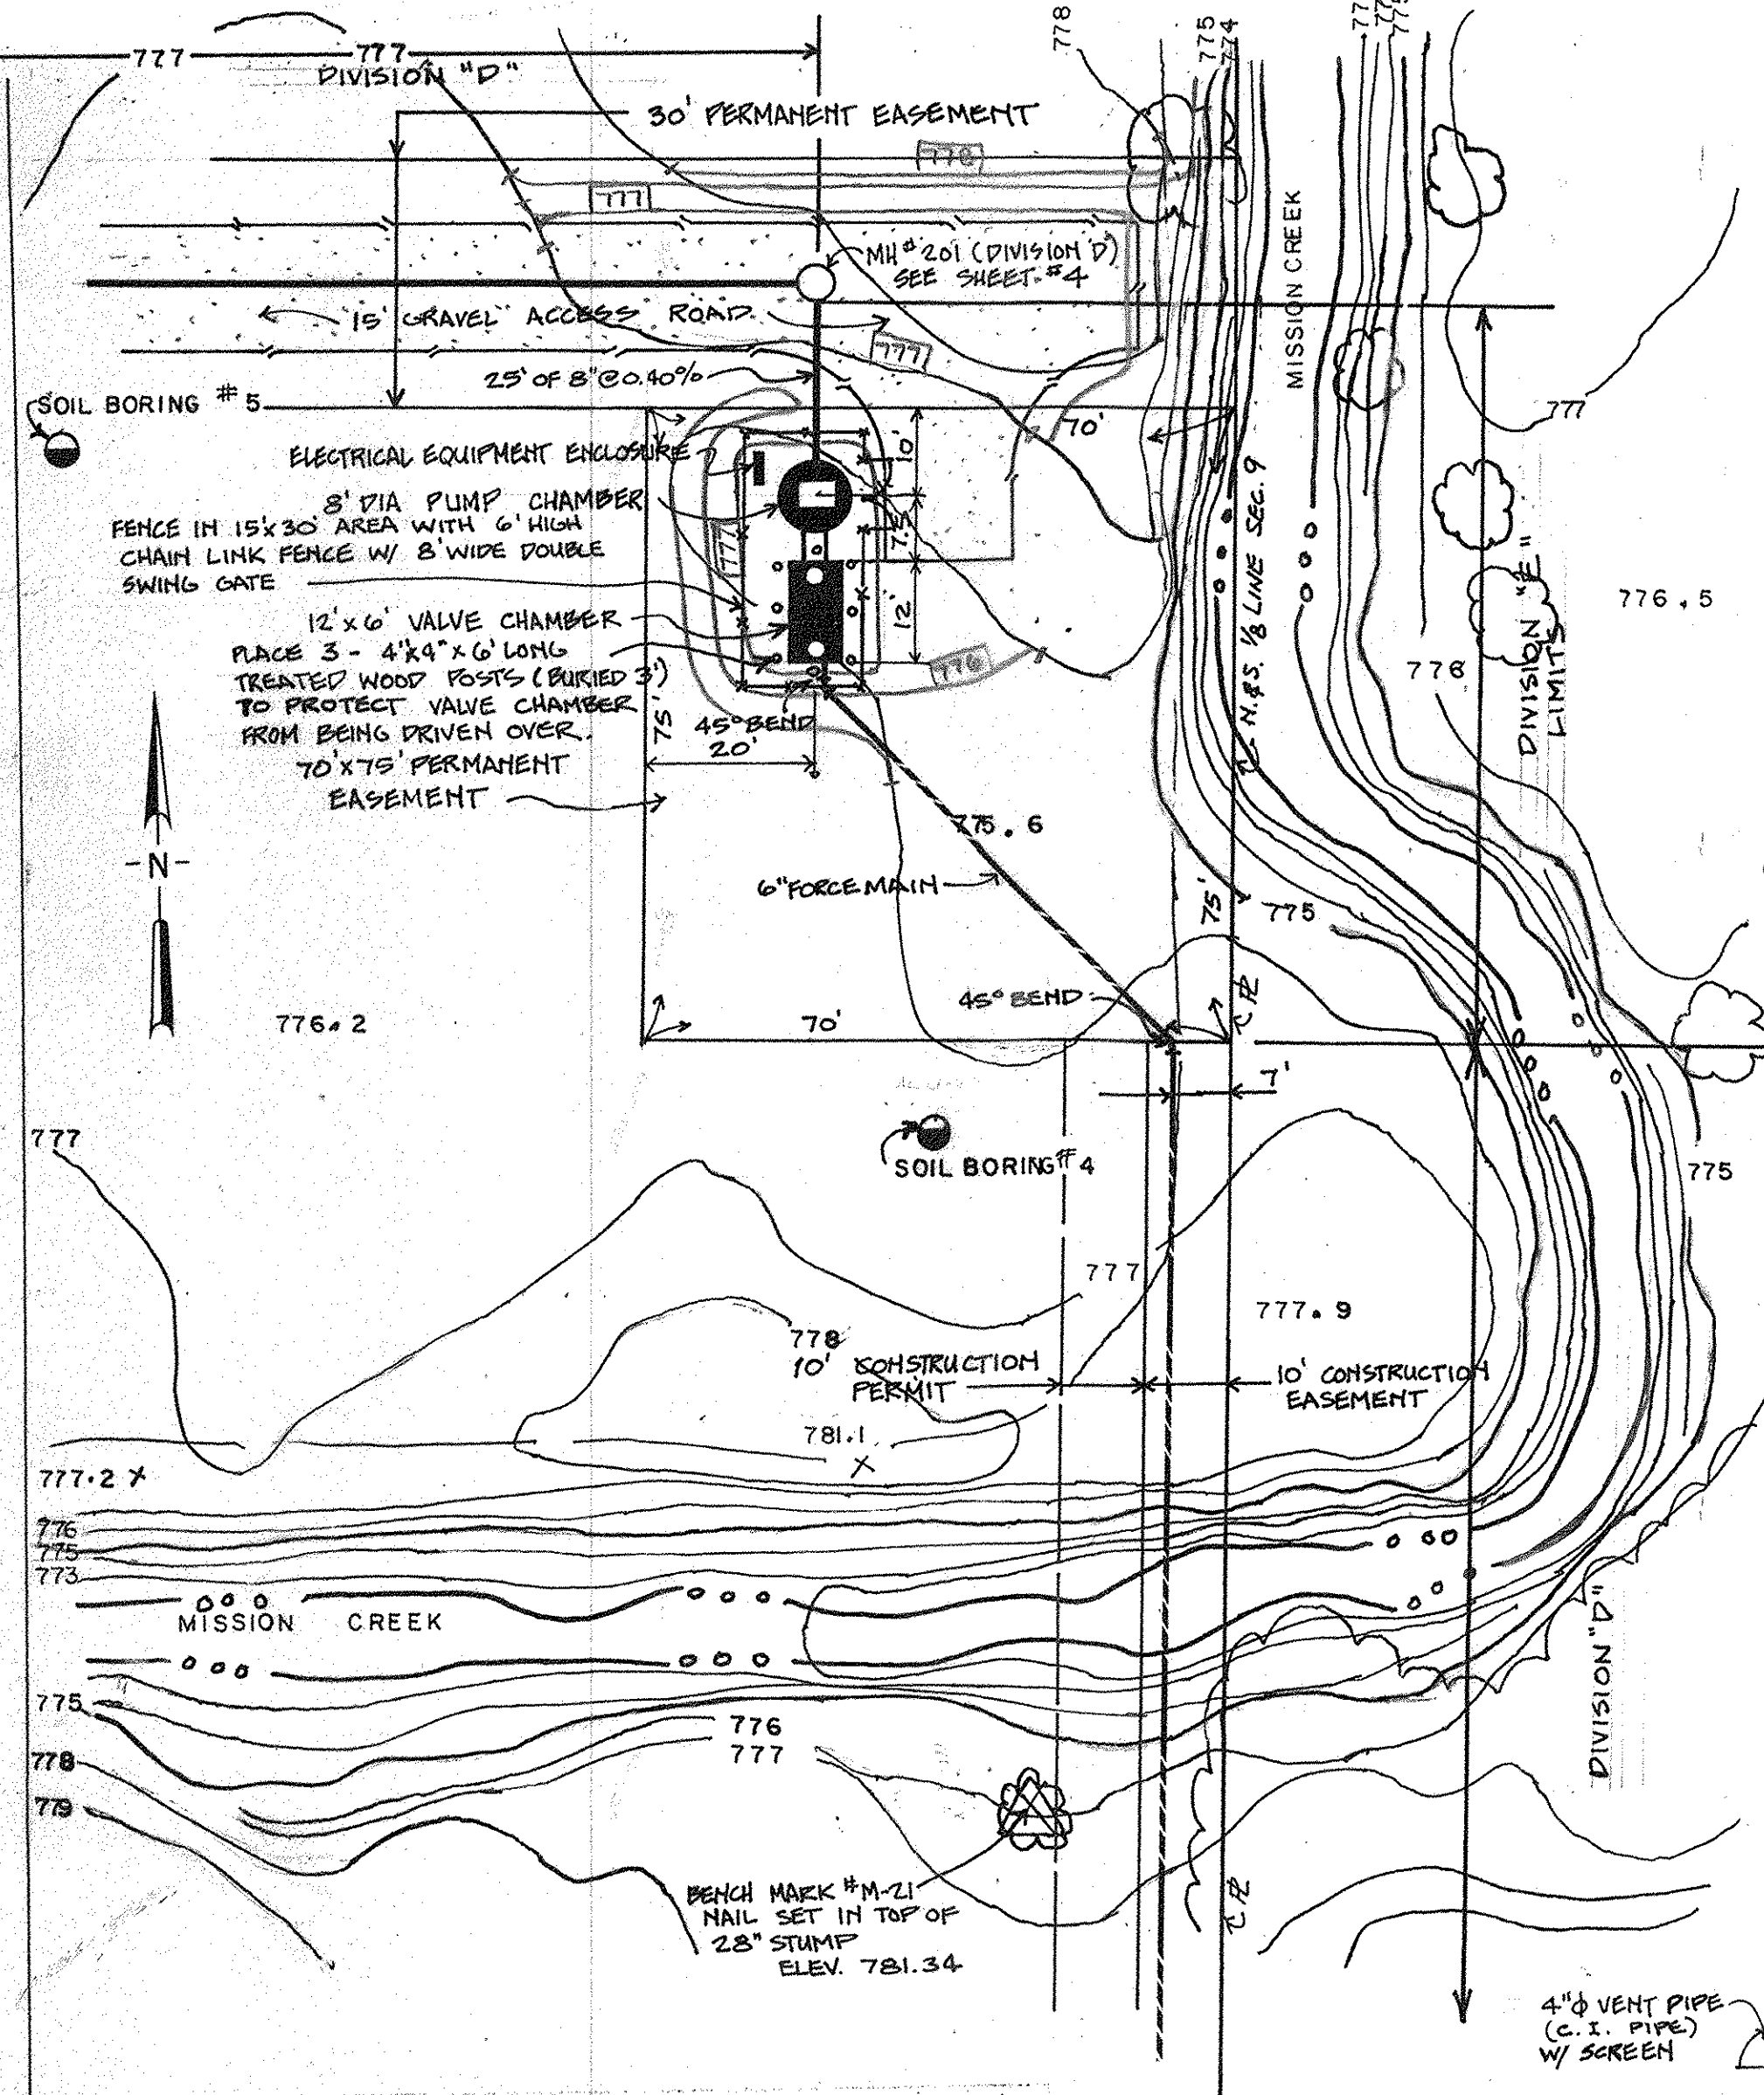 777
777
DIVISION "D"
778
775
774
30' PERMANENT EASEMENT
778
777
MISSION CREEK
MH #201 (DIVISION 'D')
SEE SHEET #4
15' GRAVEL ACCESS ROAD
777
25' OF 8" @ 0.40%
SOIL BORING #5
777
70'
10'
ELECTRICAL EQUIPMENT ENCLOSURE
8' DIA PUMP CHAMBER
7.5'
FENCE IN 15'x30' AREA WITH 6' HIGH
CHAIN LINK FENCE W/ 8' WIDE DOUBLE
SWING GATE
777
N.&S. 1/8 LINE SEC. 9
DIVISION "E"
LIMITS
776.5
12'
12'x6' VALVE CHAMBER
PLACE 3 - 4"x4" x 6' LONG
TREATED WOOD POSTS (BURIED 3')
TO PROTECT VALVE CHAMBER
FROM BEING DRIVEN OVER.
776
776
75'
45° BEND
20'
70'x75' PERMANENT
EASEMENT
775.6
-N-
6" FORCE MAIN
75'
775
45° BEND
776.2
70'
7'
777
SOIL BORING #4
775
777
777.9
778
10' CONSTRUCTION
PERMIT
10' CONSTRUCTION
EASEMENT
781.1
777.2 X
776
775
773
MISSION CREEK
DIVISION "D"
775
776
777
778
779
BENCH MARK #M-21
NAIL SET IN TOP OF
28" STUMP
ELEV. 781.34
4"ϕ VENT PIPE
(C.I. PIPE)
W/ SCREEN